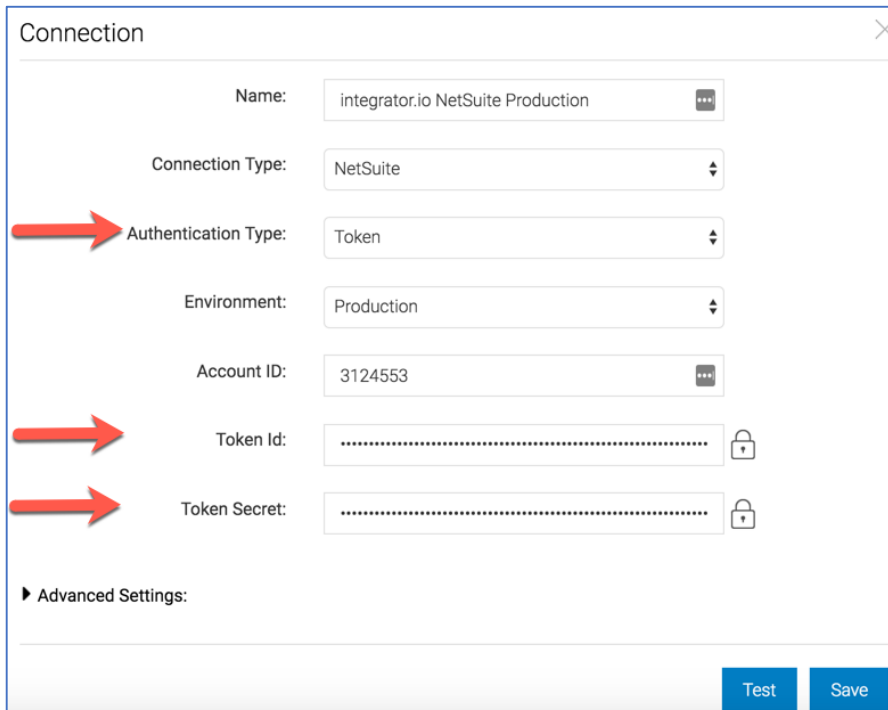 Connection
Name: integrator.io NetSuite Production
Connection Type: NetSuite
Authentication Type: Token
Environment: Production
Account ID: 3124553
Token Id: ••••••••••••••••••••••••••••••••••••••••••••••••••••••••••••••••
Token Secret: ••••••••••••••••••••••••••••••••••••••••••••••••••••••••••••••••
Advanced Settings:
Test Save